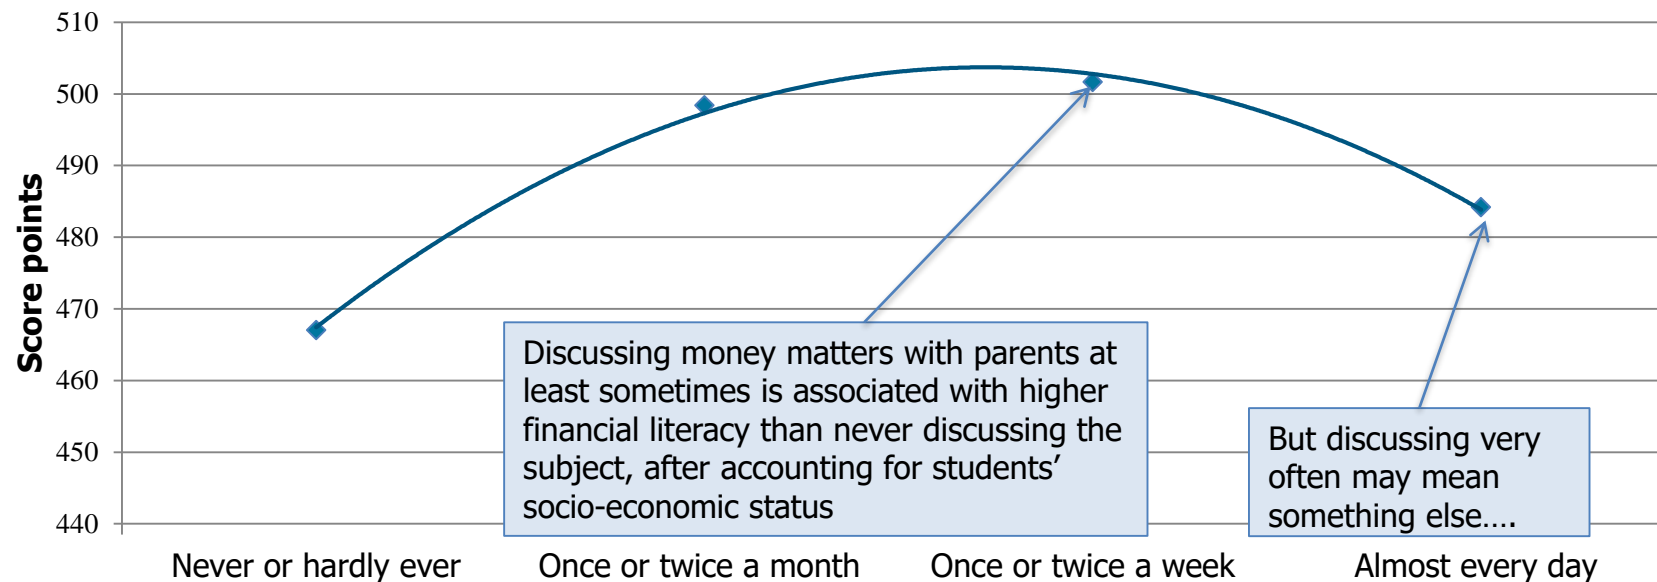 510
500
490
480
470
460
450
440
Score points
Discussing money matters with parents at
least sometimes is associated with higher
financial literacy than never discussing the
subject, after accounting for students’
socio-economic status
But discussing very
often may mean
something else….
Never or hardly ever
Once or twice a month
Once or twice a week
Almost every day